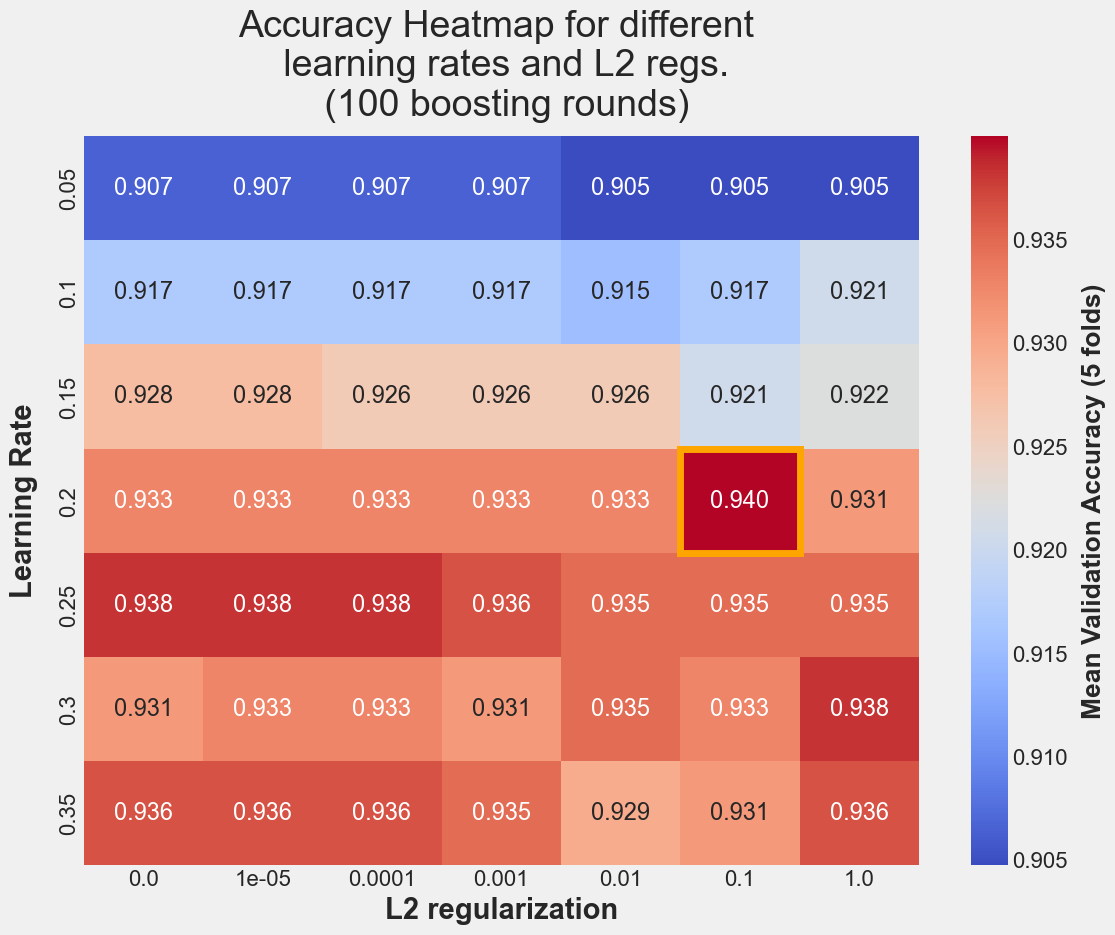 Accuracy Heatmap for different
learning rates and L2 regs.
(100 boosting rounds)
0.05 0.907 0.907 0.907 0.907 0.905 0.905 0.905
0.1 0.917 0.917 0.917 0.917 0.915 0.917 0.921
0.15 0.928 0.928 0.926 0.926 0.926 0.921 0.922
0.2 0.933 0.933 0.933 0.933 0.933 0.940 0.931
0.25 0.938 0.938 0.938 0.936 0.935 0.935 0.935
0.3 0.931 0.933 0.933 0.931 0.935 0.933 0.938
0.35 0.936 0.936 0.936 0.935 0.929 0.931 0.936
0.0 1e-05 0.0001 0.001 0.01 0.1 1.0
L2 regularization
Learning Rate
0.935
0.930
0.925
0.920
0.915
0.910
0.905
Mean Validation Accuracy (5 folds)